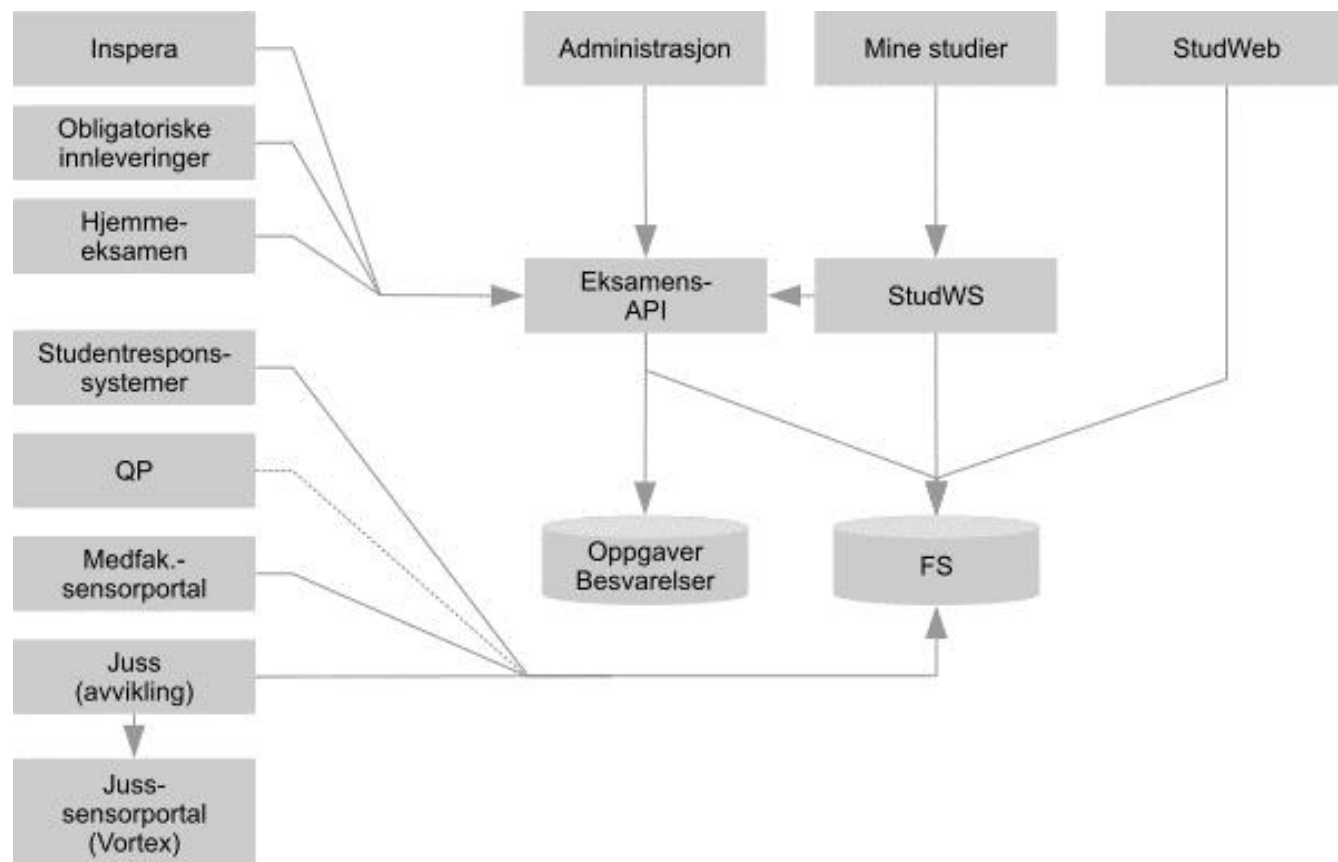 Inspera
Administrasjon
Mine studier
StudWeb
Obligatoriske
innleveringer
Hjemme-
eksamen
Eksamens-
API
StudWS
Studentrespons-
systemer
QP
Medfak.-
sensorportal
Oppgaver
Besvarelser
FS
Juss
(avvikling)
Juss-
sensorportal
(Vortex)